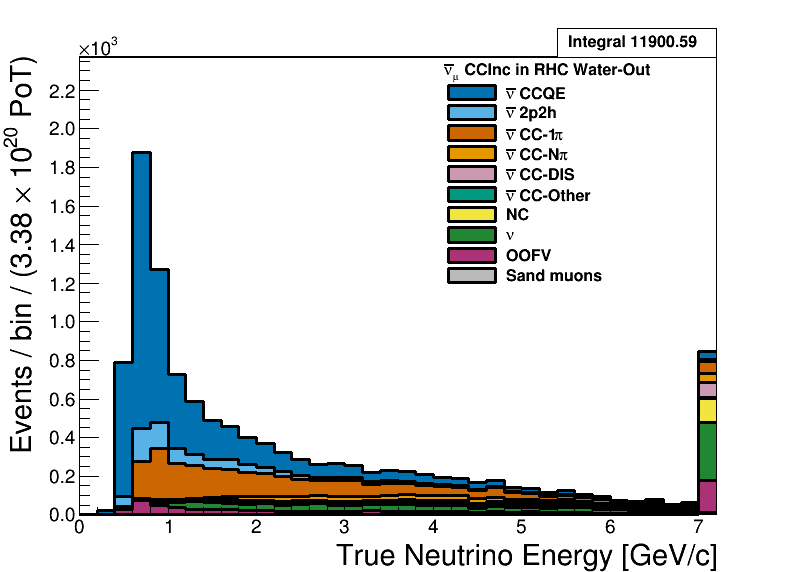 ×10³
Integral 11900.59
Events / bin / (3.38 × 10²⁰ PoT)
2.2
2.0
1.8
1.6
1.4
1.2
1.0
0.8
0.6
0.4
0.2
0.0
ν̅μ CCInc in RHC Water-Out
ν̅ CCQE
ν̅ 2p2h
ν̅ CC-1π
ν̅ CC-Nπ
ν̅ CC-DIS
ν̅ CC-Other
NC
ν
OOFV
Sand muons
0 1 2 3 4 5 6 7
True Neutrino Energy [GeV/c]